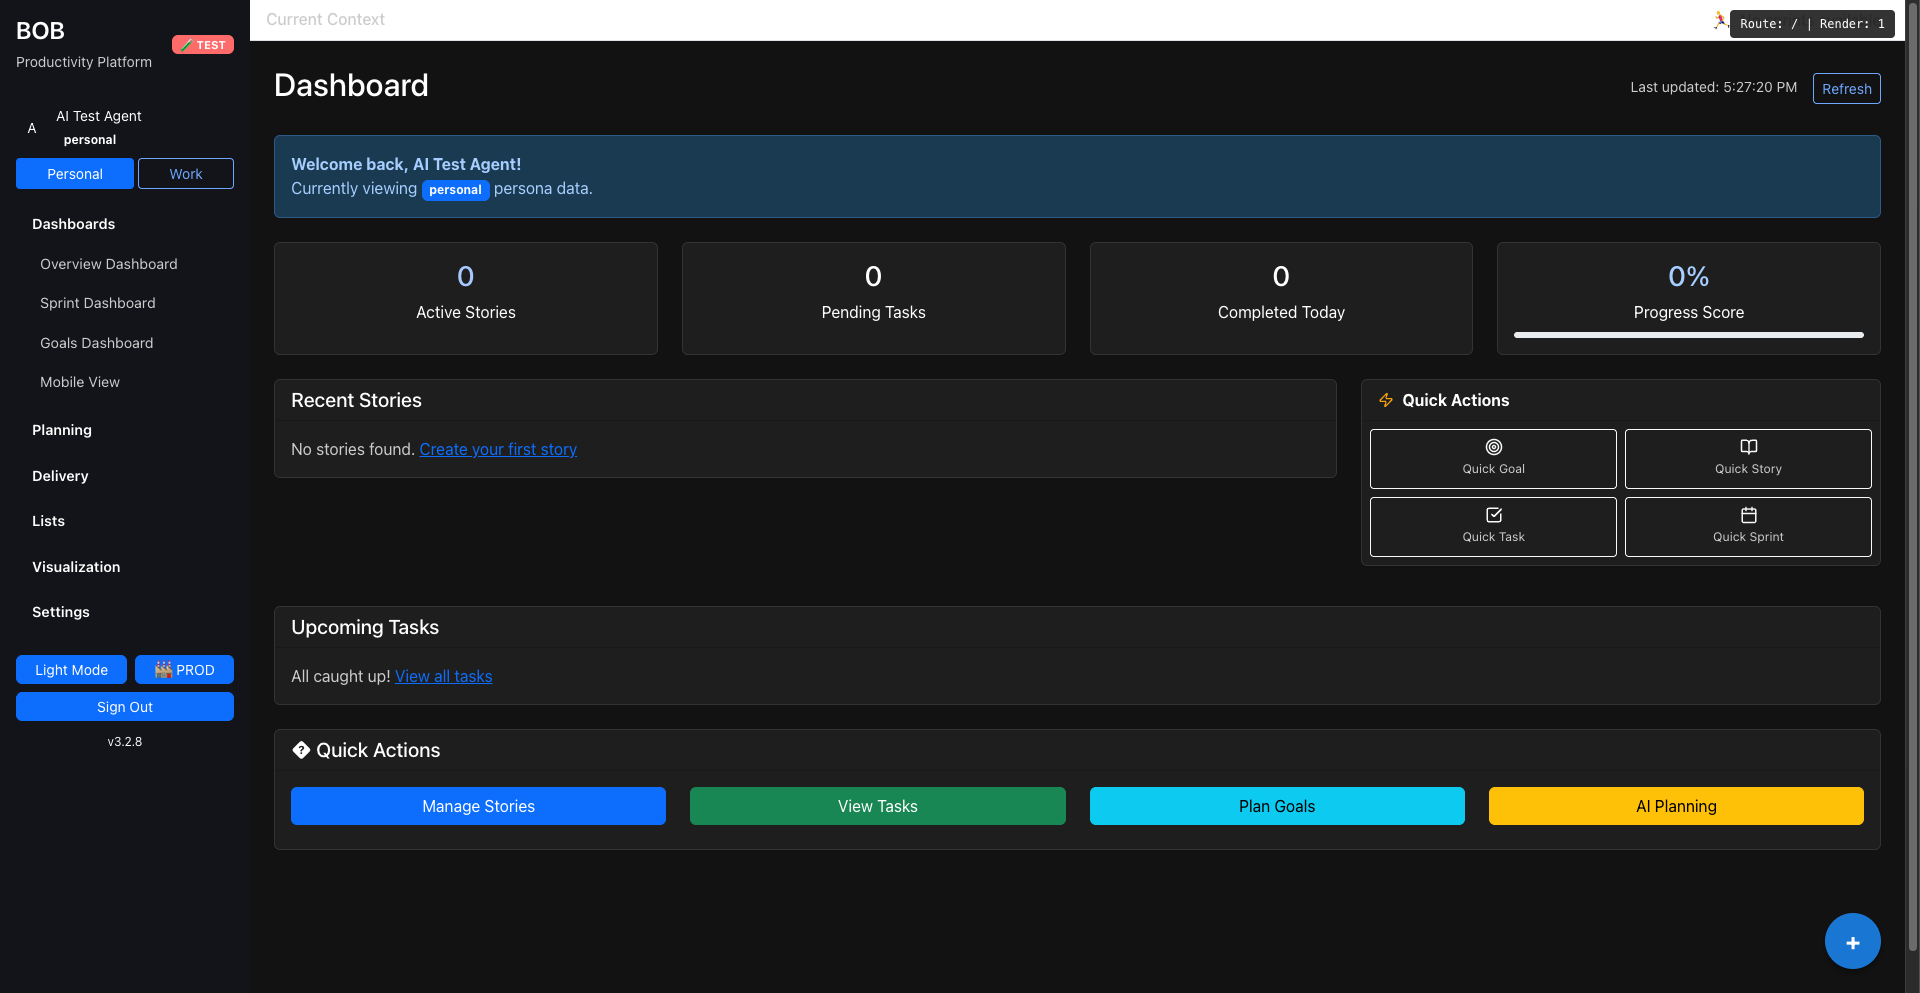 BOB
TEST
Productivity Platform
A
AI Test Agent
personal
Personal
Work
Dashboards
Overview Dashboard
Sprint Dashboard
Goals Dashboard
Mobile View
Planning
Delivery
Lists
Visualization
Settings
Light Mode
PROD
Sign Out
v3.2.8
Current Context
Route: / | Render: 1
Dashboard
Last updated: 5:27:20 PM
Refresh
Welcome back, AI Test Agent!
Currently viewing personal persona data.
0
Active Stories
0
Pending Tasks
0
Completed Today
0%
Progress Score
Recent Stories
No stories found. Create your first story
Quick Actions
Quick Goal
Quick Story
Quick Task
Quick Sprint
Upcoming Tasks
All caught up! View all tasks
Quick Actions
Manage Stories
View Tasks
Plan Goals
AI Planning
+